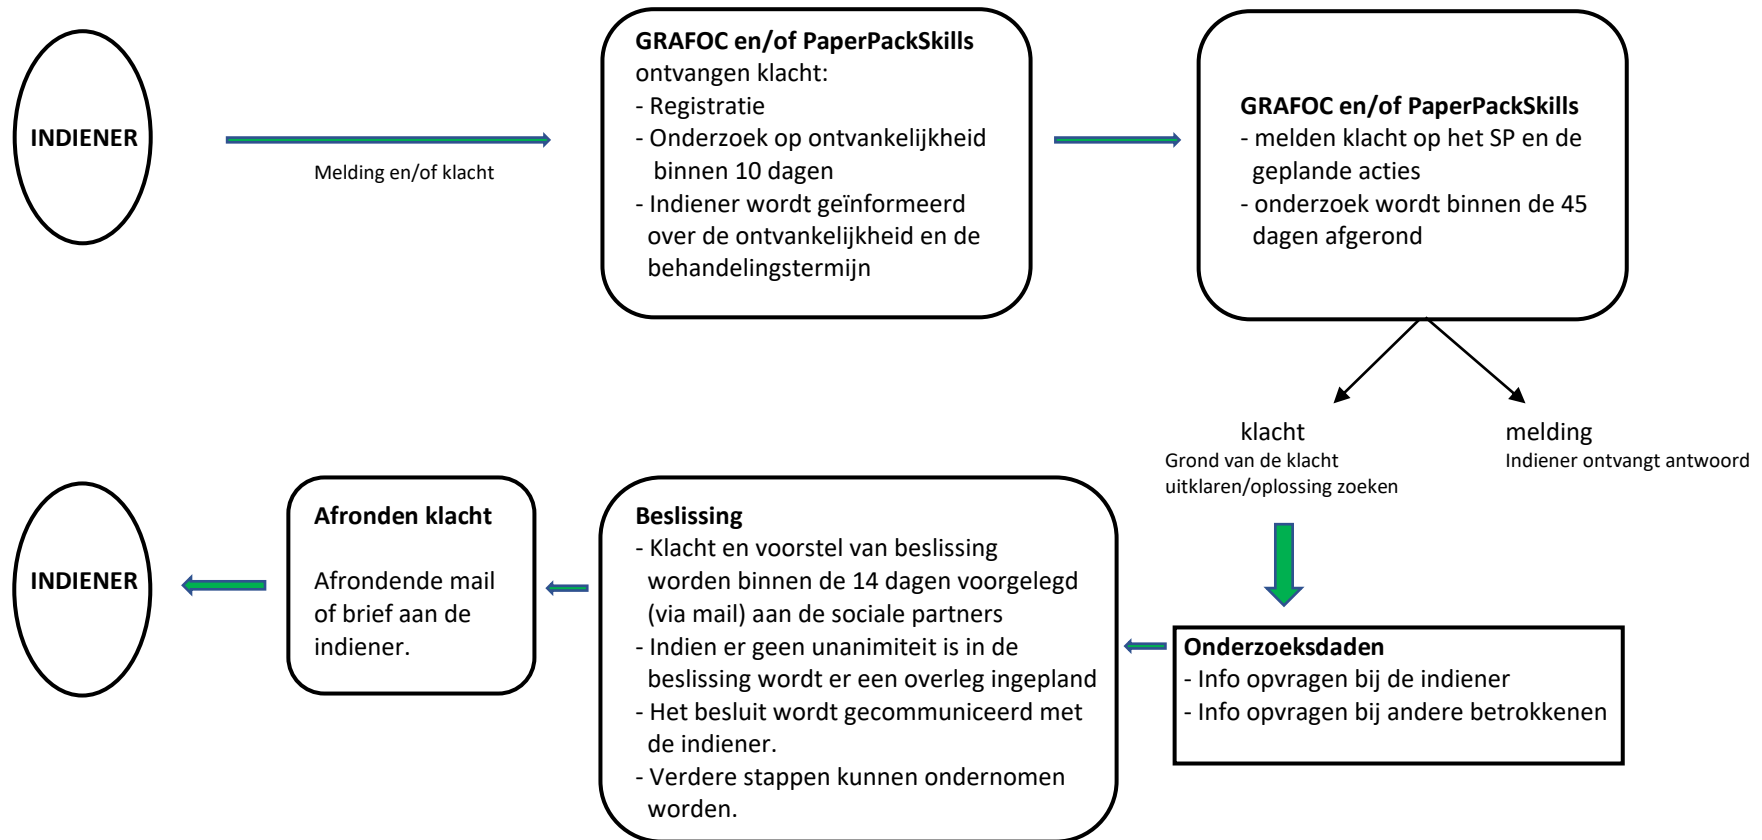 INDIENER
Melding en/of klacht
GRAFOC en/of PaperPackSkills
ontvangen klacht:
- Registratie
- Onderzoek op ontvankelijkheid
binnen 10 dagen
- Indiener wordt geïnformeerd
over de ontvankelijkheid en de
behandelingstermijn
GRAFOC en/of PaperPackSkills
- melden klacht op het SP en de
geplande acties
- onderzoek wordt binnen de 45
dagen afgerond
klacht
Grond van de klacht
uitklaren/oplossing zoeken
melding
Indiener ontvangt antwoord
Onderzoeksdaden
- Info opvragen bij de indiener
- Info opvragen bij andere betrokkenen
Beslissing
- Klacht en voorstel van beslissing
worden binnen de 14 dagen voorgelegd
(via mail) aan de sociale partners
- Indien er geen unanimiteit is in de
beslissing wordt er een overleg ingepland
- Het besluit wordt gecommuniceerd met
de indiener.
- Verdere stappen kunnen ondernomen
worden.
Afronden klacht
Afrondende mail
of brief aan de
indiener.
INDIENER